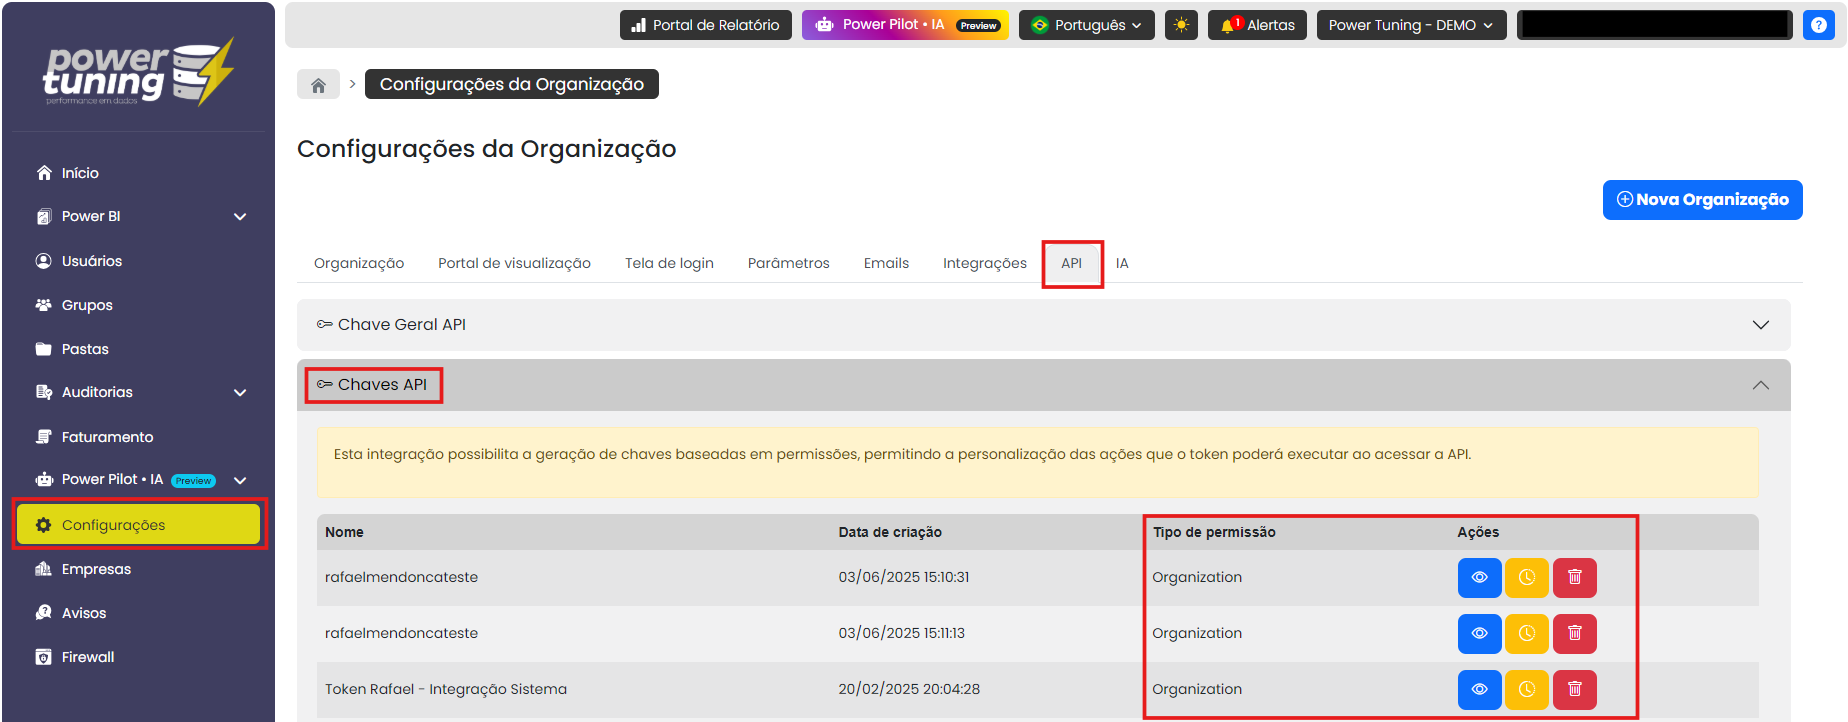 Portal de Relatório
Power Pilot • IA Preview
Português
1 Alertas
Power Tuning - DEMO
?
power
tuning
performance em dados
> Configurações da Organização
Configurações da Organização
Nova Organização
Início
Power BI
Usuários
Grupos
Pastas
Auditorias
Faturamento
Power Pilot • IA Preview
Configurações
Empresas
Avisos
Firewall
Organização Portal de visualização Tela de login Parâmetros Emails Integrações API IA
Chave Geral API
Chaves API
Esta integração possibilita a geração de chaves baseadas em permissões, permitindo a personalização das ações que o token poderá executar ao acessar a API.
Nome Data de criação Tipo de permissão Ações
rafaelmendoncateste 03/06/2025 15:10:31 Organization
rafaelmendoncateste 03/06/2025 15:11:13 Organization
Token Rafael - Integração Sistema 20/02/2025 20:04:28 Organization